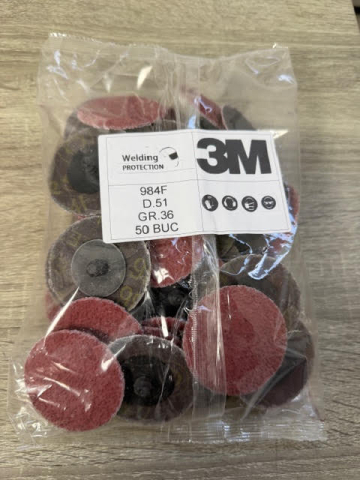 Welding
PROTECTION
3M
984F
D.51
GR.36
50 BUC